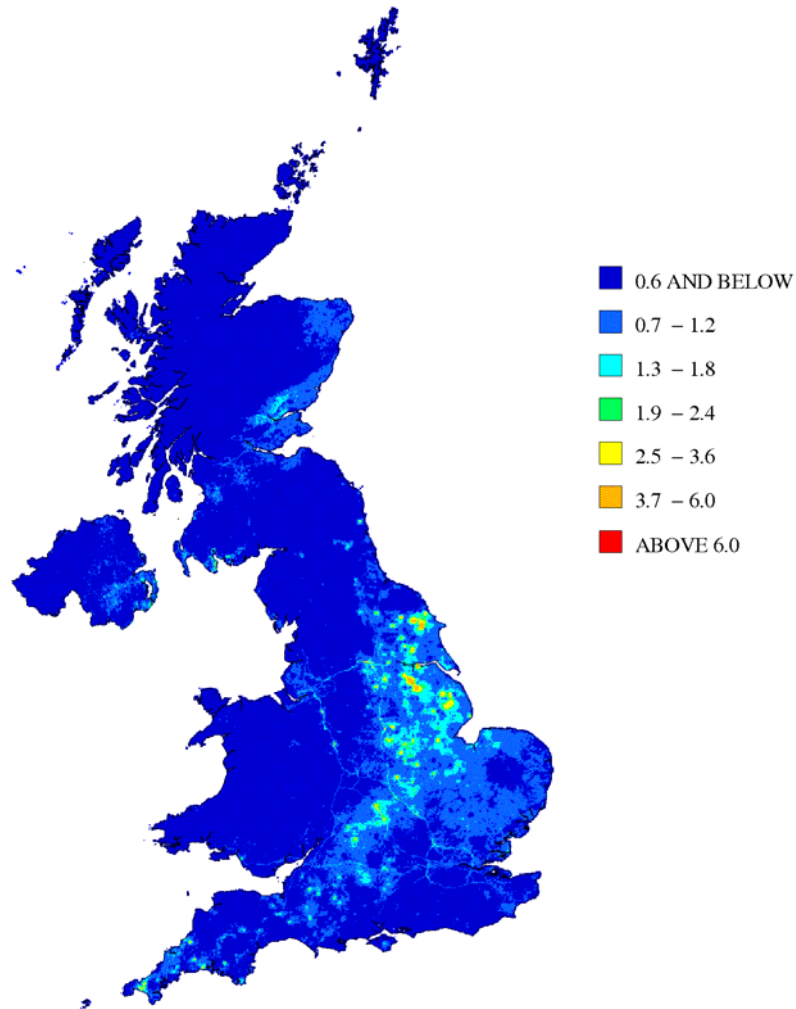 0.6 AND BELOW
0.7 – 1.2
1.3 – 1.8
1.9 – 2.4
2.5 – 3.6
3.7 – 6.0
ABOVE 6.0